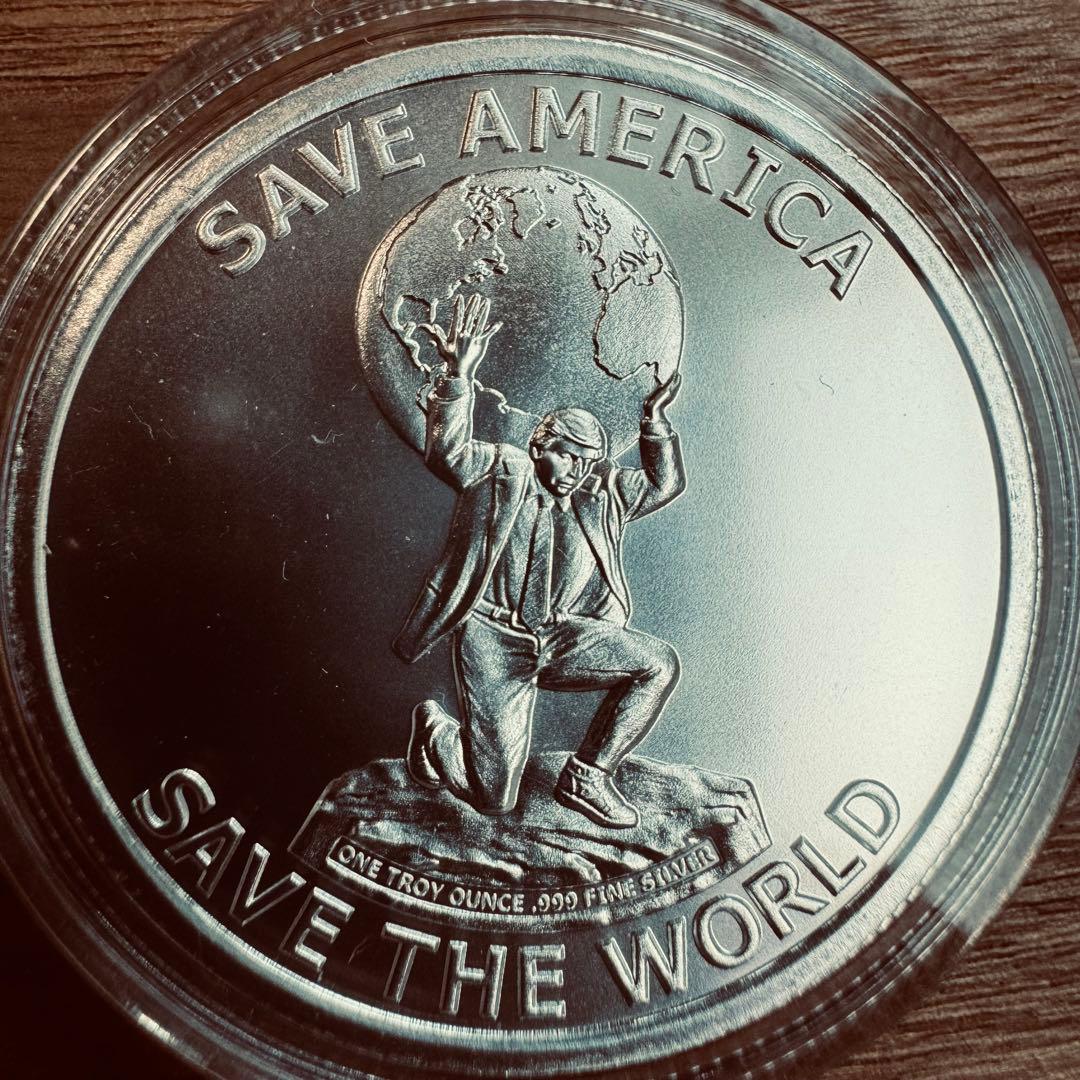 SAVE AMERICA
ONE TROY OUNCE .999 FINE SILVER
SAVE THE WORLD